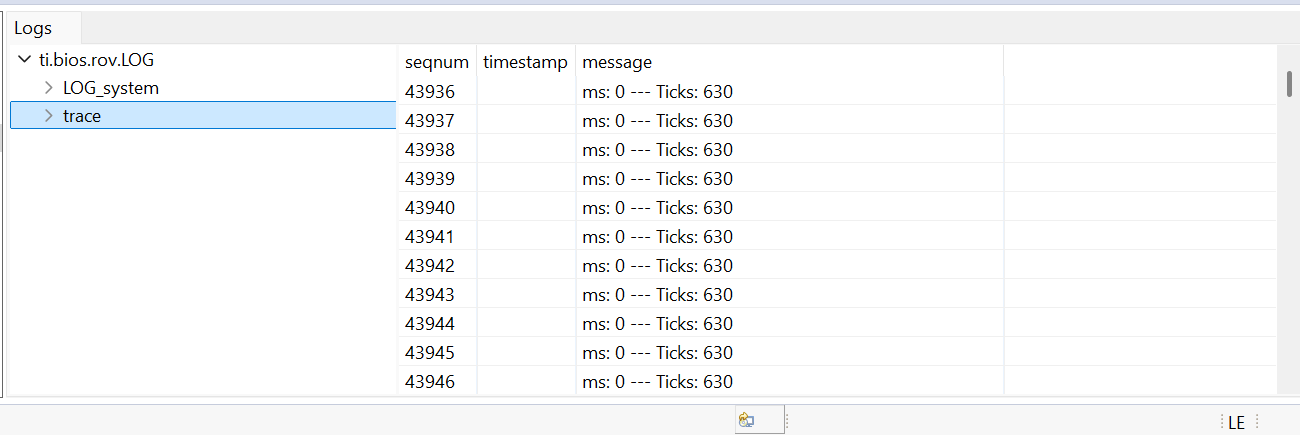 Logs
ti.bios.rov.LOG
LOG_system
trace
seqnum timestamp message
43936 ms: 0 --- Ticks: 630
43937 ms: 0 --- Ticks: 630
43938 ms: 0 --- Ticks: 630
43939 ms: 0 --- Ticks: 630
43940 ms: 0 --- Ticks: 630
43941 ms: 0 --- Ticks: 630
43942 ms: 0 --- Ticks: 630
43943 ms: 0 --- Ticks: 630
43944 ms: 0 --- Ticks: 630
43945 ms: 0 --- Ticks: 630
43946 ms: 0 --- Ticks: 630
LE